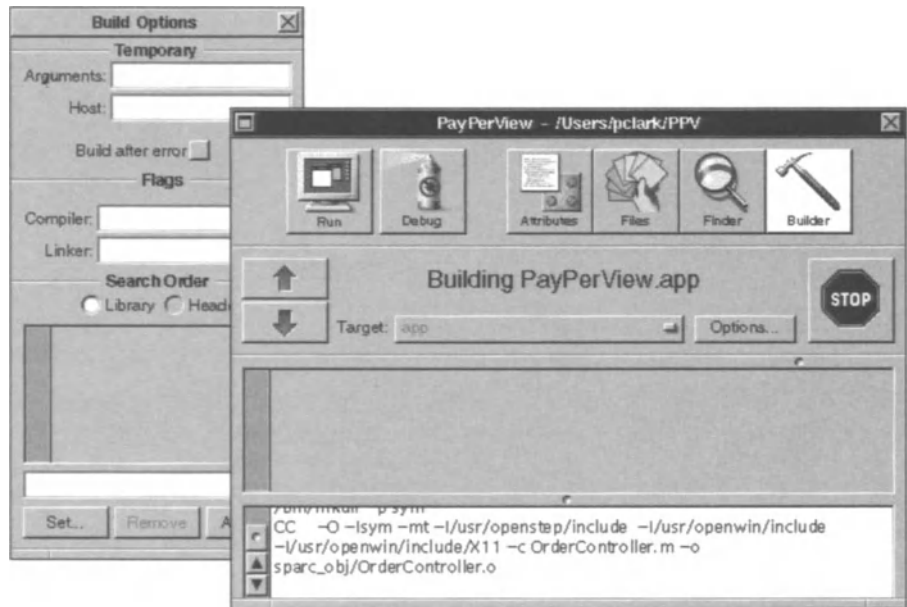 Build Options
Temporary
Arguments:
Host:
Build after error
Flags
Compiler:
Linker:
Search Order
Library
Set...
Remove
PayPerView – /Users/pclark/PPV
Run
Debug
Attributes
Files
Finder
Builder
Building PayPerView.app
STOP
Target: app
Options...
CC –O –Isym –mt –I/usr/openstep/include –I/usr/openwin/include
–I/usr/openwin/include/X11 –c OrderController.m –o
sparc_obj/OrderController.o